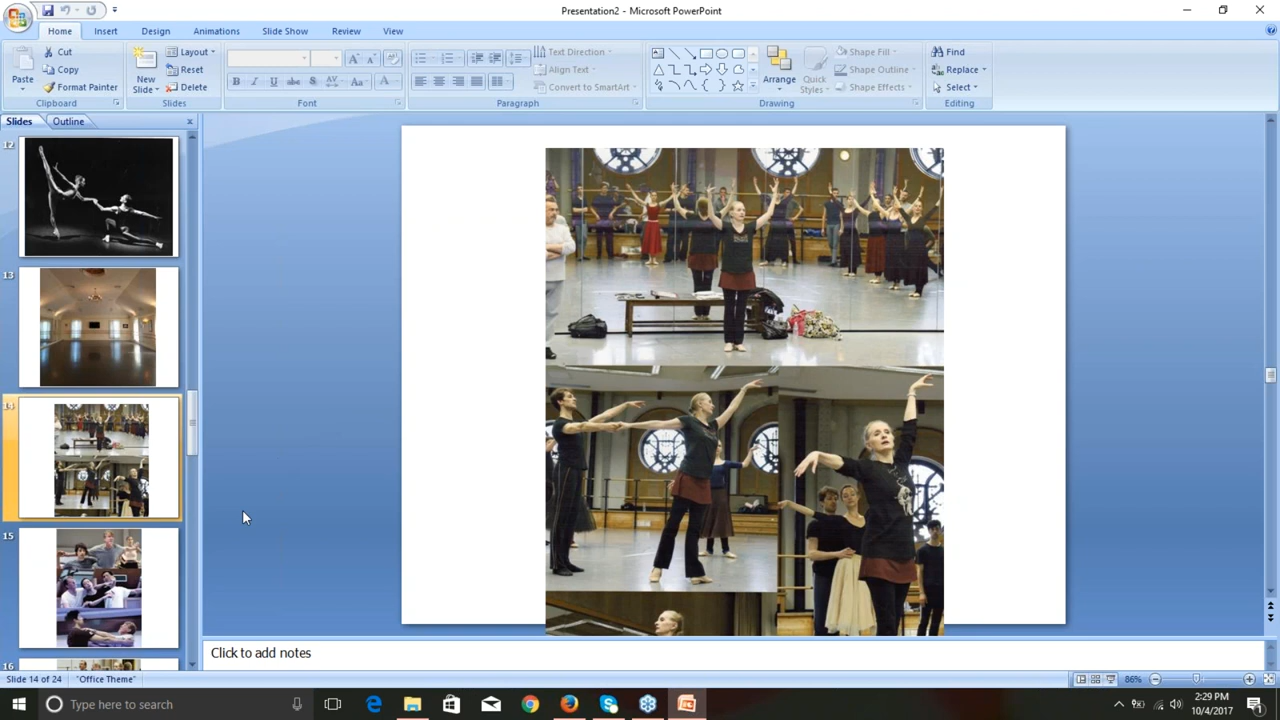 Presentation2 - Microsoft PowerPoint
Home Insert Design Animations Slide Show Review View
Paste
Cut
Copy
Format Painter
Clipboard
New
Slide
Layout
Reset
Delete
Slides
B I U abc S AV Aa A
Font
Text Direction
Align Text
Convert to SmartArt
Paragraph
Arrange
Quick
Styles
Shape Fill
Shape Outline
Shape Effects
Drawing
Find
Replace
Select
Editing
Slides Outline
12
13
14
15
16
Click to add notes
Slide 14 of 24 "Office Theme" 86%
Type here to search
2:29 PM
10/4/2017